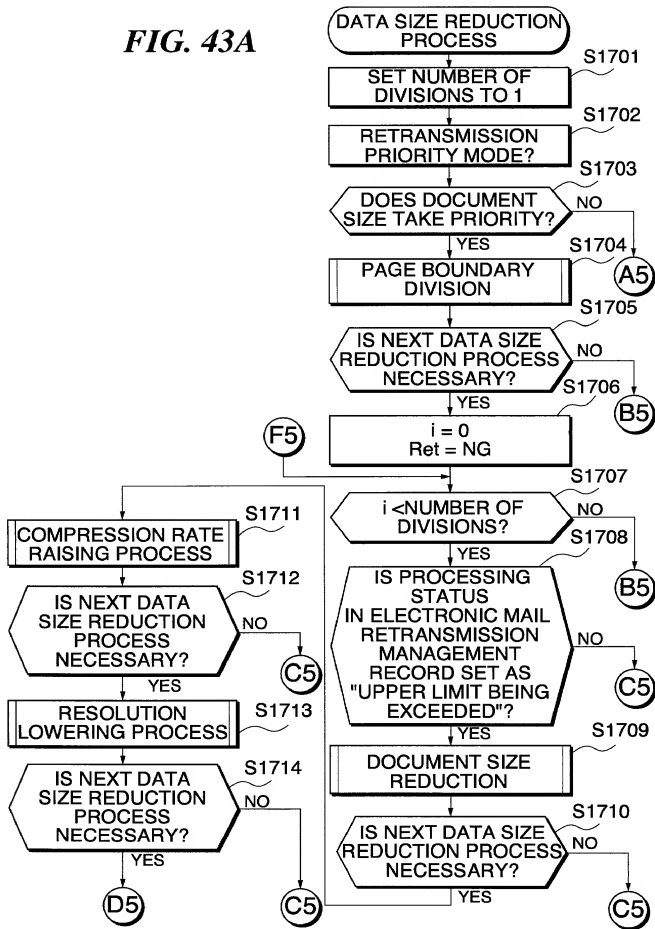 FIG. 43A
DATA SIZE REDUCTION
PROCESS
S1701
SET NUMBER OF
DIVISIONS TO 1
S1702
RETRANSMISSION
PRIORITY MODE?
S1703
DOES DOCUMENT
SIZE TAKE PRIORITY?
NO
A5
YES
S1704
PAGE BOUNDARY
DIVISION
S1705
IS NEXT DATA SIZE
REDUCTION PROCESS
NECESSARY?
NO
B5
YES
S1706
i = 0
Ret = NG
F5
S1707
i <NUMBER OF
DIVISIONS?
NO
B5
YES
S1708
IS PROCESSING
STATUS
IN ELECTRONIC MAIL
RETRANSMISSION
MANAGEMENT
RECORD SET AS
"UPPER LIMIT BEING
EXCEEDED"?
NO
C5
YES
S1709
DOCUMENT SIZE
REDUCTION
S1710
IS NEXT DATA SIZE
REDUCTION PROCESS
NECESSARY?
NO
C5
YES
S1711
COMPRESSION RATE
RAISING PROCESS
S1712
IS NEXT DATA
SIZE REDUCTION
PROCESS
NECESSARY?
NO
C5
YES
S1713
RESOLUTION
LOWERING PROCESS
S1714
IS NEXT DATA
SIZE REDUCTION
PROCESS
NECESSARY?
NO
C5
YES
D5